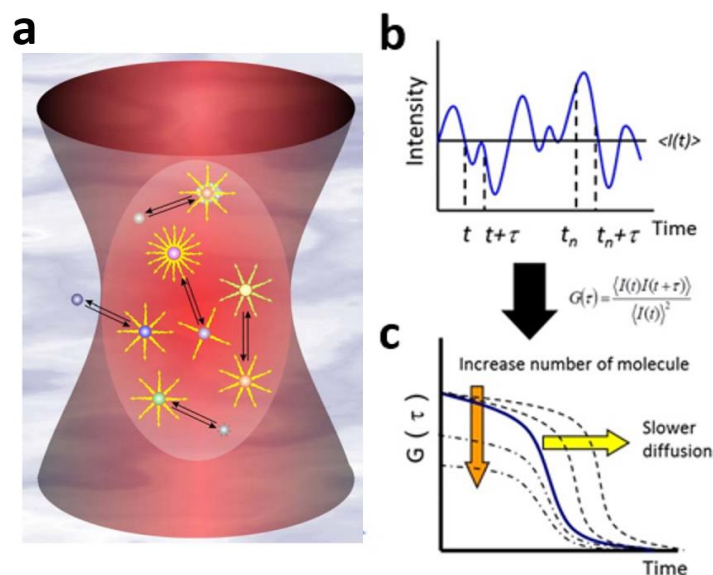 a
b
Intensity
<I(t)>
t
t+τ
tₙ
tₙ+τ
Time
G(τ) = ⟨I(t)I(t+τ)⟩ / ⟨I(t)⟩²
c
Increase number of molecule
G ( τ )
Slower
diffusion
Time